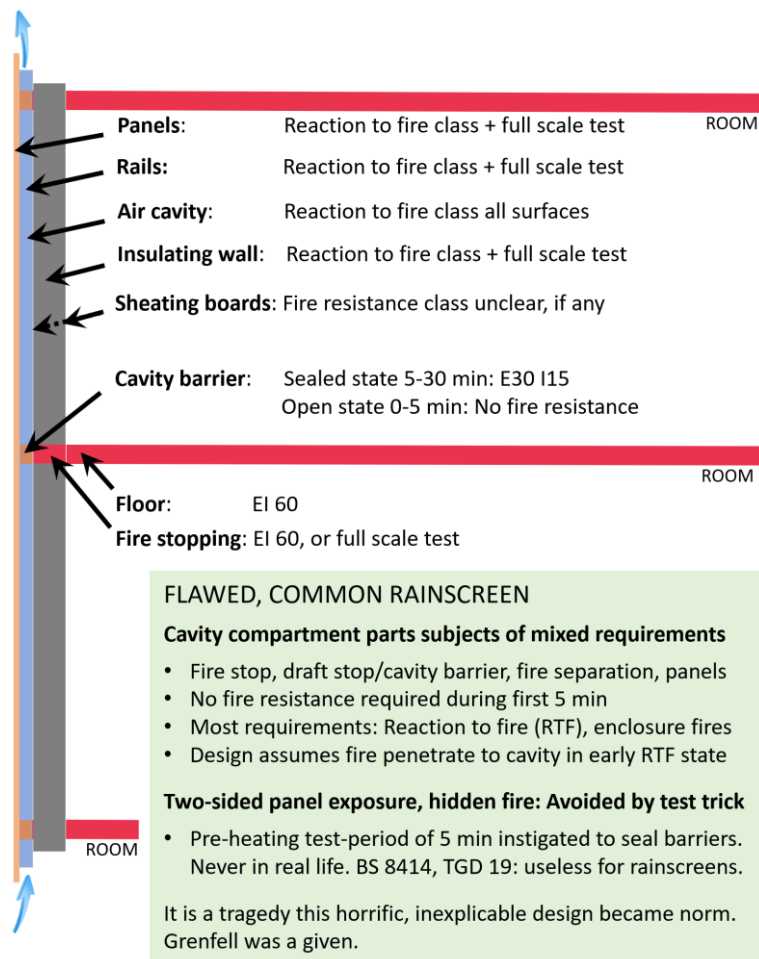 Panels: Reaction to fire class + full scale test
ROOM
Rails: Reaction to fire class + full scale test
Air cavity: Reaction to fire class all surfaces
Insulating wall: Reaction to fire class + full scale test
Sheating boards: Fire resistance class unclear, if any
Cavity barrier: Sealed state 5-30 min: E30 I15
Open state 0-5 min: No fire resistance
ROOM
Floor: EI 60
Fire stopping: EI 60, or full scale test
FLAWED, COMMON RAINSCREEN
Cavity compartment parts subjects of mixed requirements
• Fire stop, draft stop/cavity barrier, fire separation, panels
• No fire resistance required during first 5 min
• Most requirements: Reaction to fire (RTF), enclosure fires
• Design assumes fire penetrate to cavity in early RTF state
Two-sided panel exposure, hidden fire: Avoided by test trick
ROOM
• Pre-heating test-period of 5 min instigated to seal barriers.
Never in real life. BS 8414, TGD 19: useless for rainscreens.
It is a tragedy this horrific, inexplicable design became norm.
Grenfell was a given.